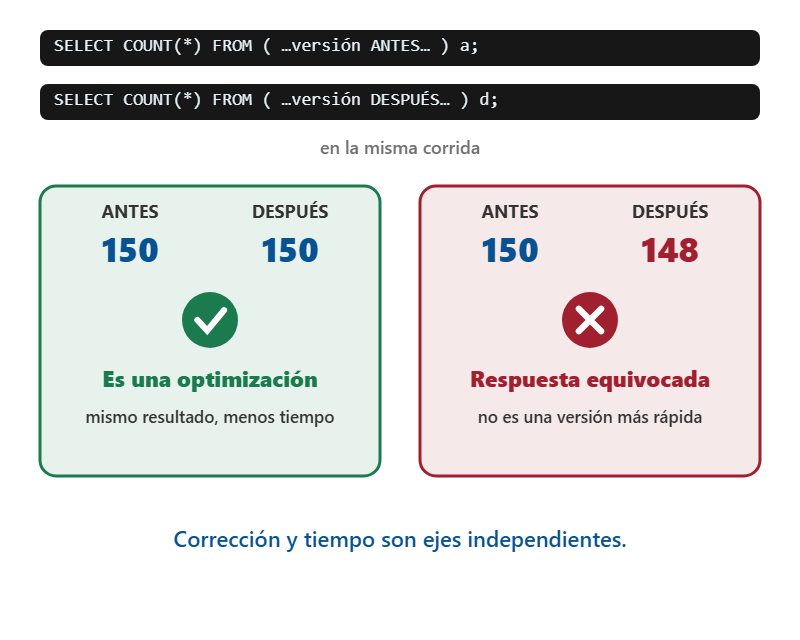 SELECT COUNT(*) FROM ( …versión ANTES… ) a;
SELECT COUNT(*) FROM ( …versión DESPUÉS… ) d;
en la misma corrida
ANTES DESPUÉS
150 150
Es una optimización
mismo resultado, menos tiempo
ANTES DESPUÉS
150 148
Respuesta equivocada
no es una versión más rápida
Corrección y tiempo son ejes independientes.